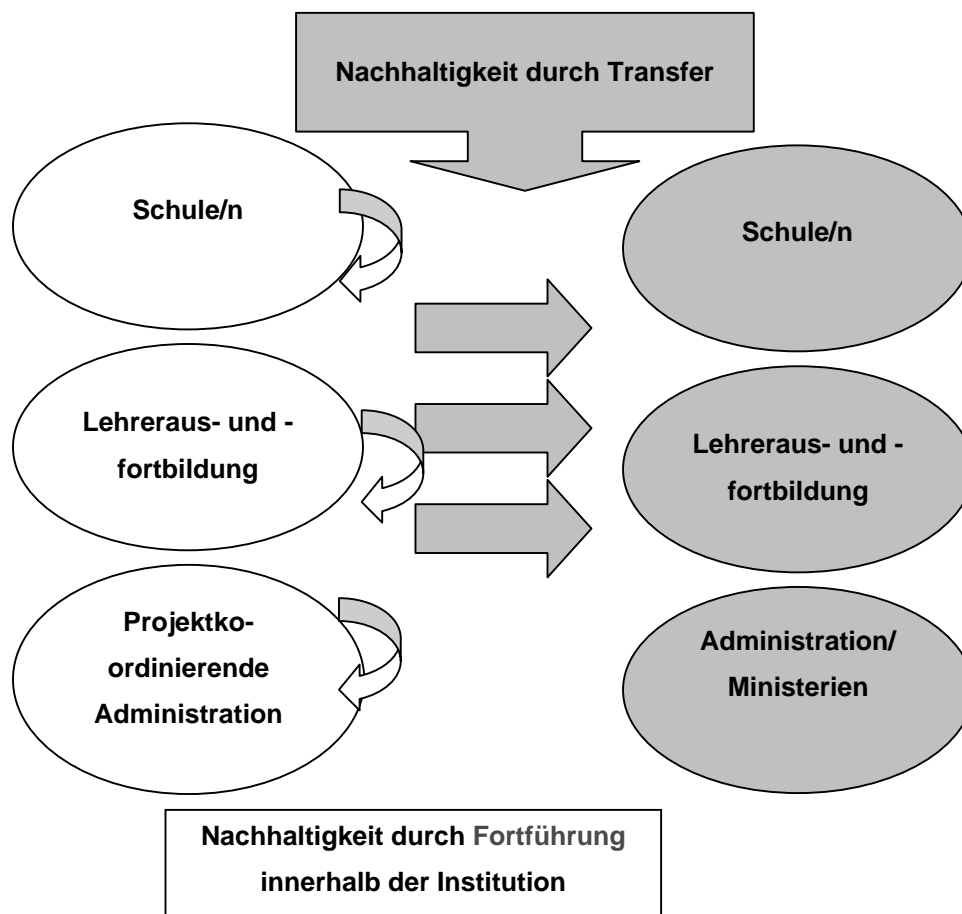 Nachhaltigkeit durch Transfer
Schule/n
Schule/n
Lehreraus- und -
fortbildung
Lehreraus- und -
fortbildung
Projektko-
ordinierende
Administration
Administration/
Ministerien
Nachhaltigkeit durch Fortführung
innerhalb der Institution